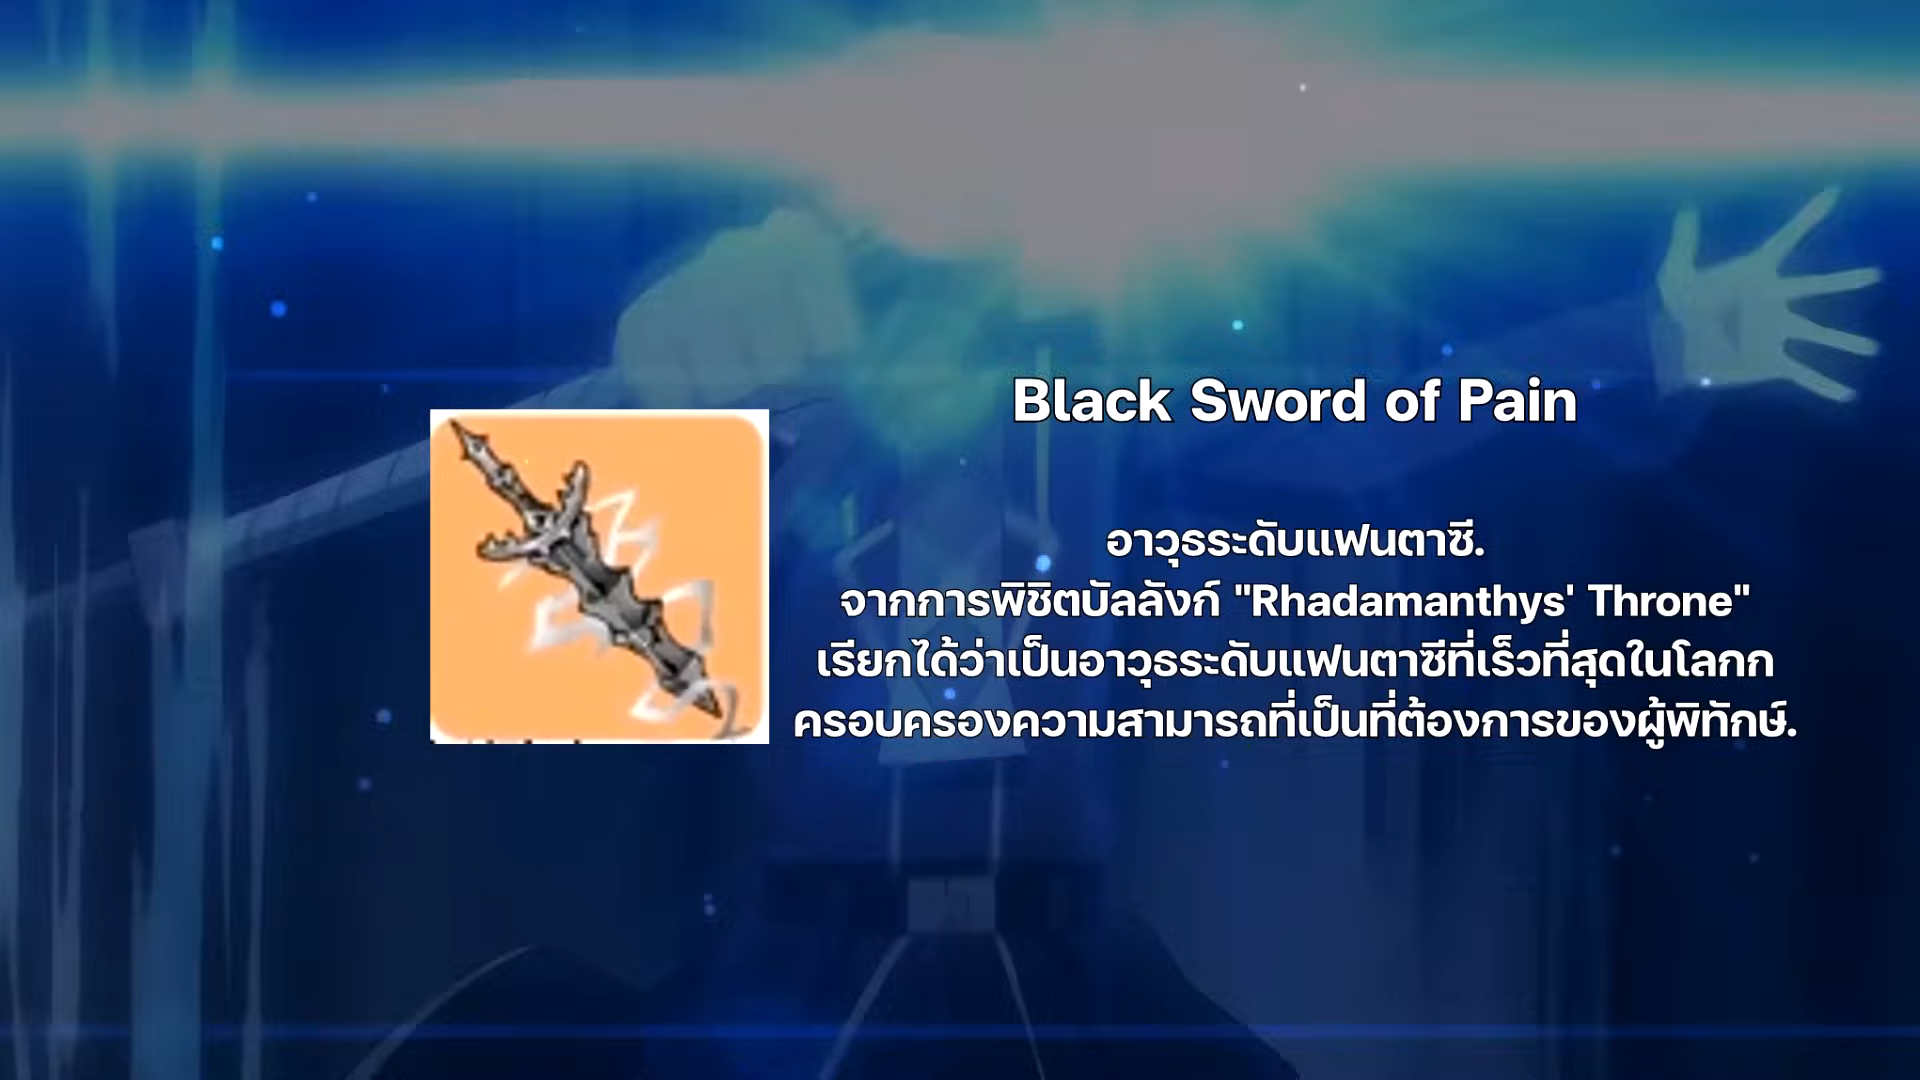 Black Sword of Pain
อาวุธระดับแฟนตาซี.
จากการพิชิตบัลลังก์ "Rhadamanthys' Throne"
เรียกได้ว่าเป็นอาวุธระดับแฟนตาซีที่เร็วที่สุดในโลกก
ครอบครองความสามารถที่เป็นที่ต้องการของผู้พิทักษ์.